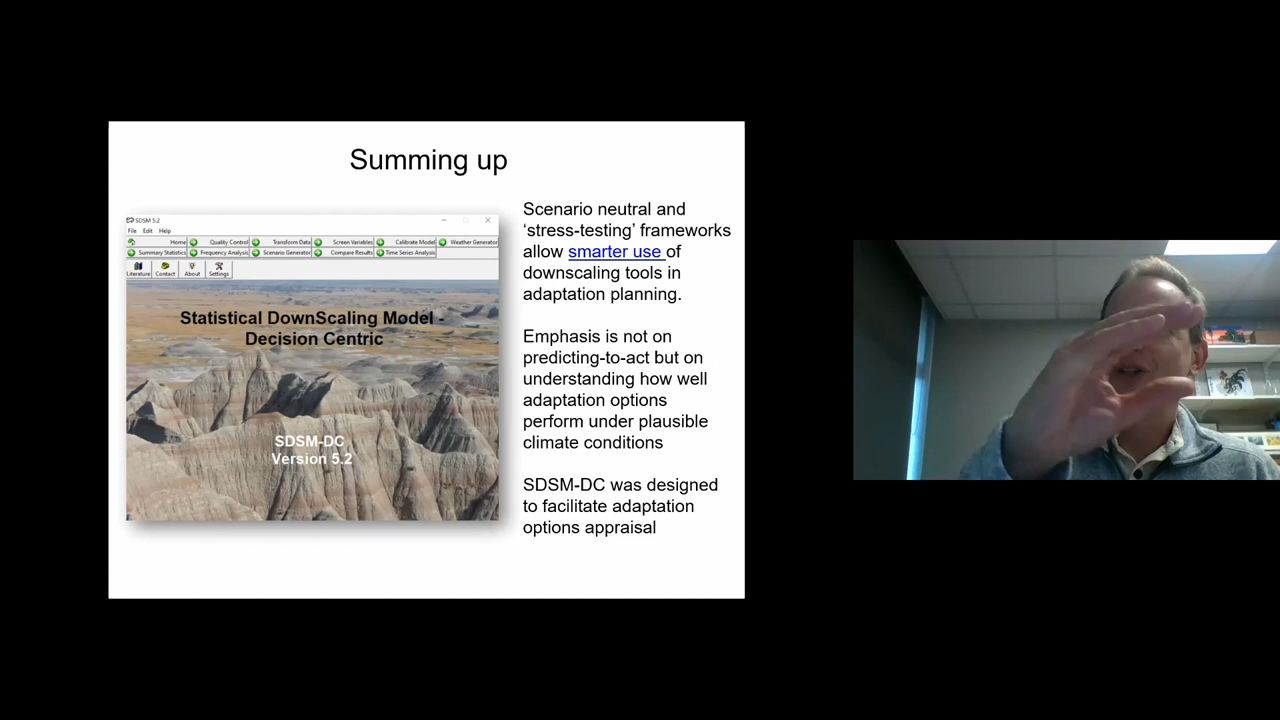 Summing up
SDSM 5.2
File Edit Help
Home Quality Control Transform Data Screen Variables Calibrate Model Weather Generator
Summary Statistics Frequency Analysis Scenario Generator Compare Results Time Series Analysis
Literature Contact About Settings
Statistical DownScaling Model -
Decision Centric
SDSM-DC
Version 5.2
Scenario neutral and
‘stress-testing’ frameworks
allow smarter use of
downscaling tools in
adaptation planning.
Emphasis is not on
predicting-to-act but on
understanding how well
adaptation options
perform under plausible
climate conditions
SDSM-DC was designed
to facilitate adaptation
options appraisal